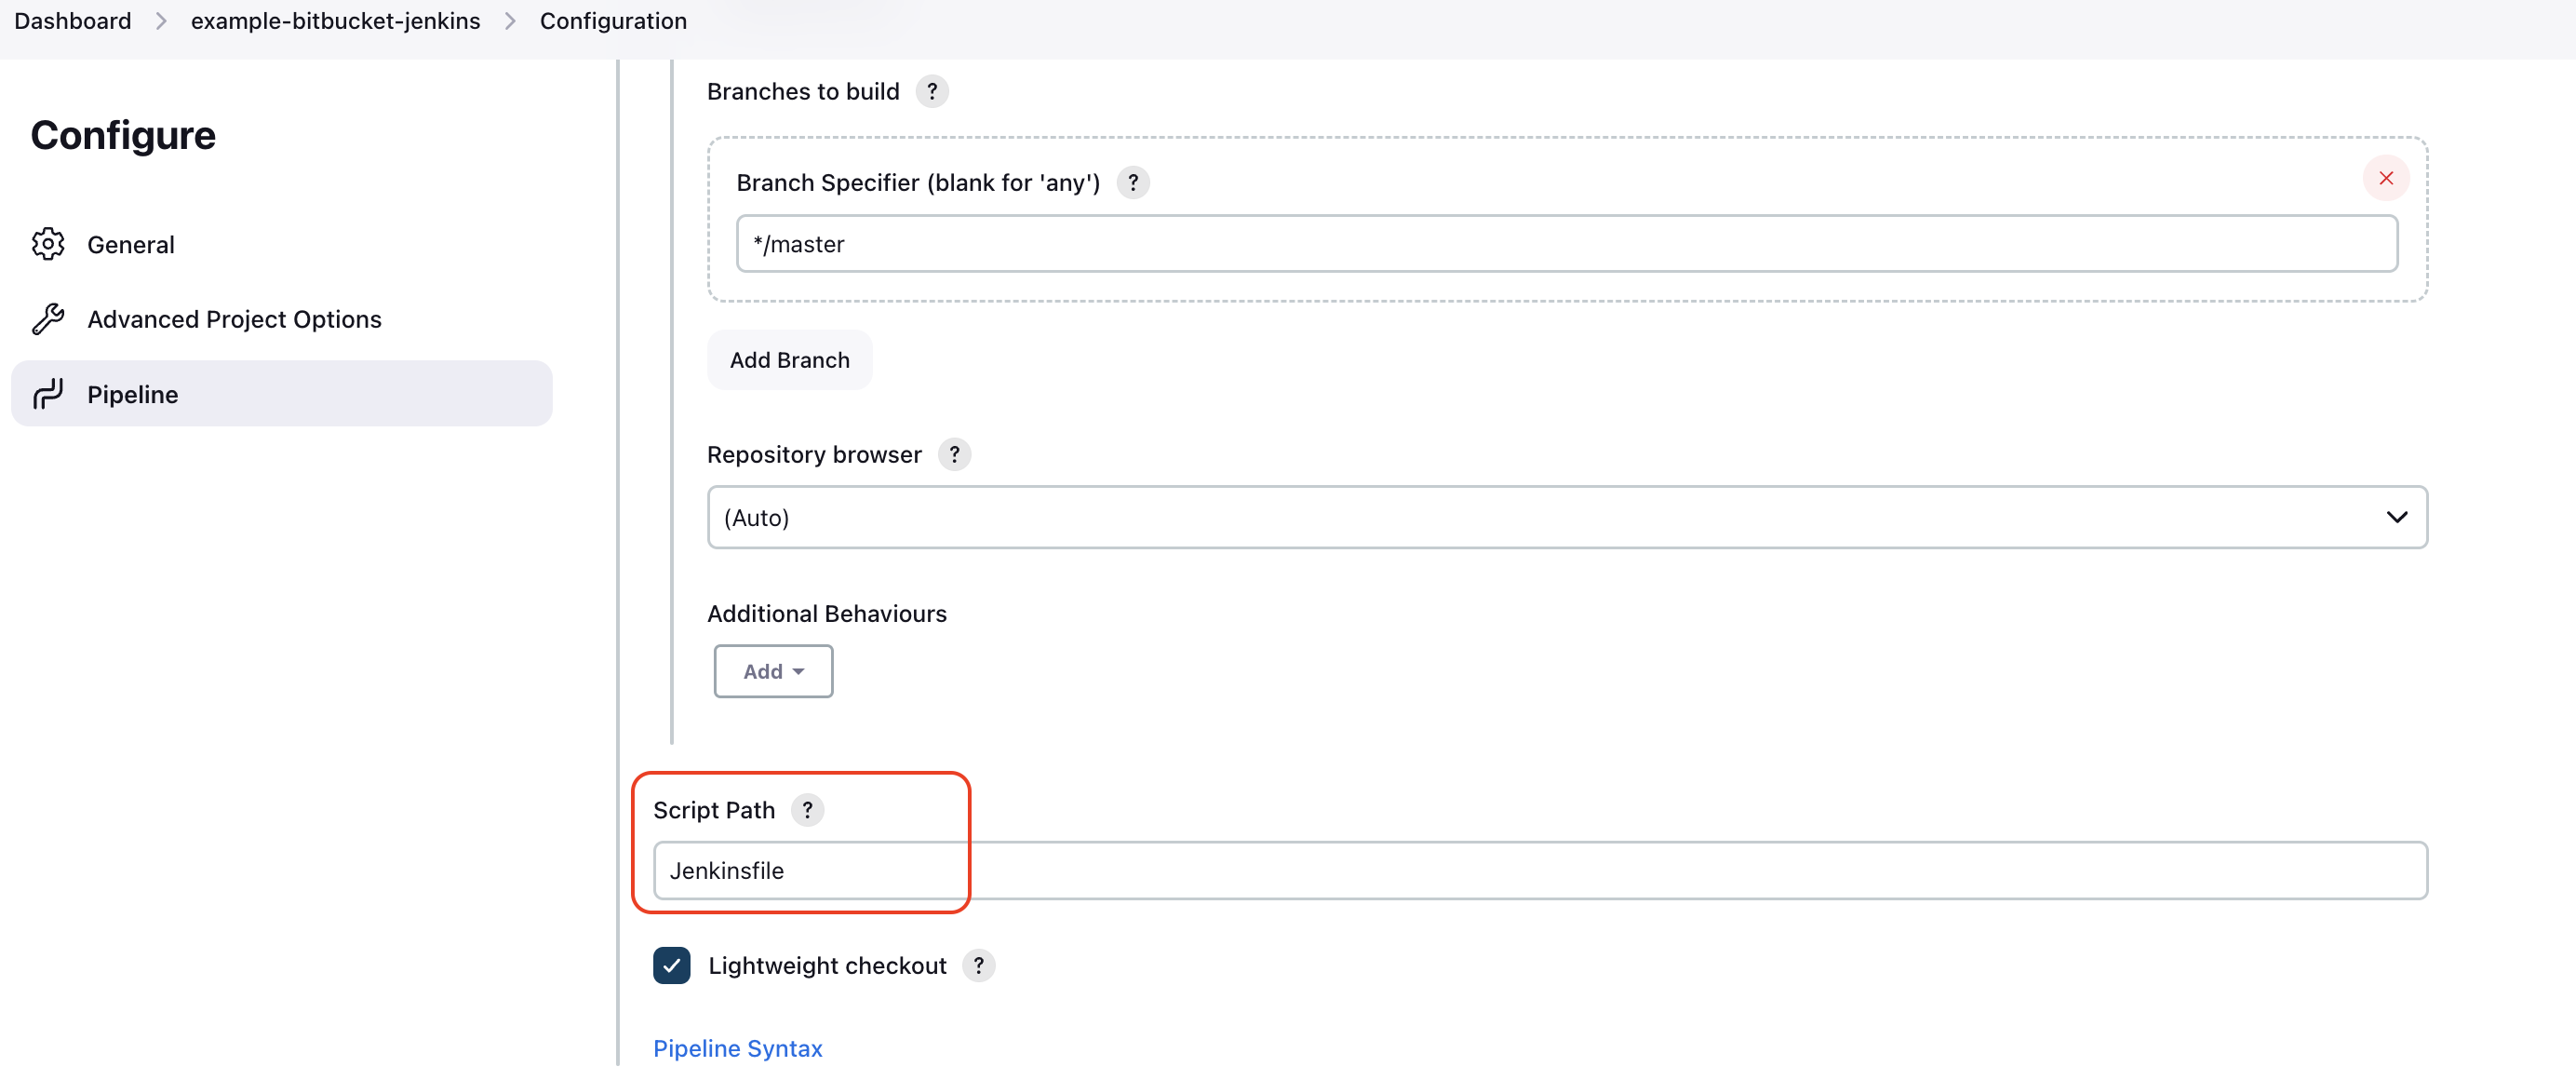 Dashboard > example-bitbucket-jenkins > Configuration
Configure
General
Advanced Project Options
Pipeline
Branches to build ?
Branch Specifier (blank for 'any') ?
*/master
Add Branch
Repository browser ?
(Auto)
Additional Behaviours
Add
Script Path ?
Jenkinsfile
Lightweight checkout ?
Pipeline Syntax